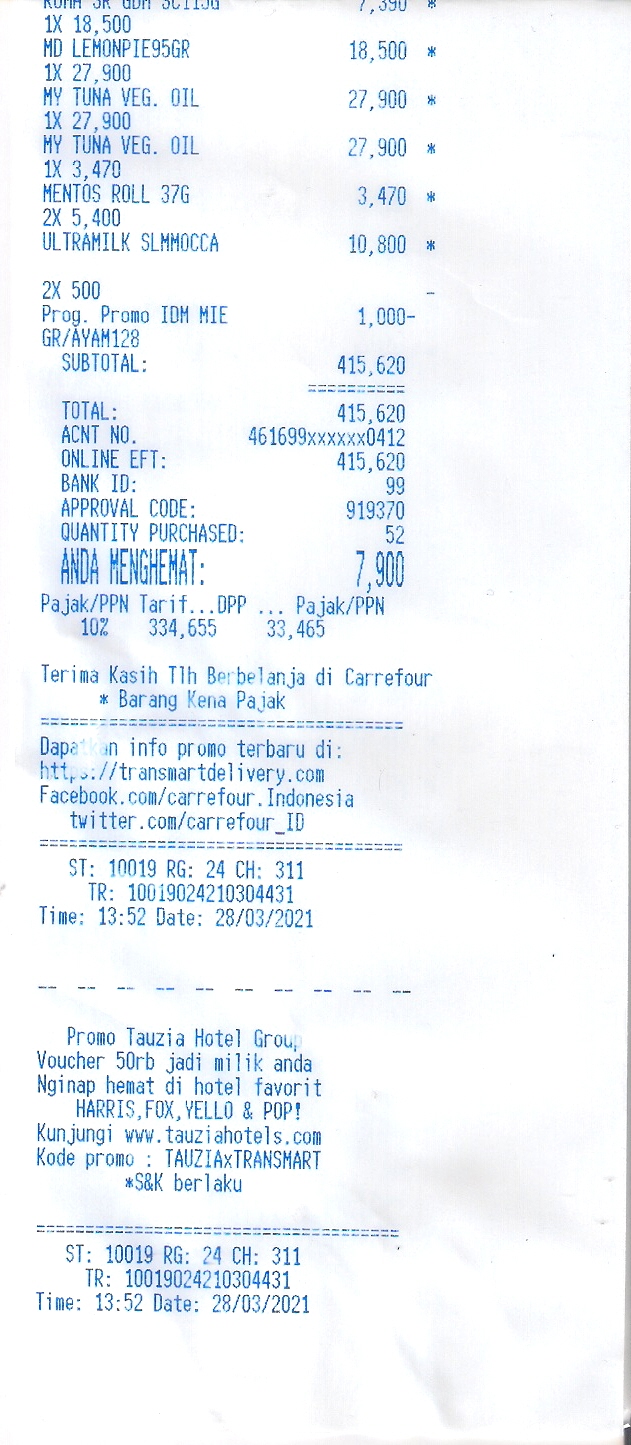 7,390 *
1X 18,500
MD LEMONPIE95GR 18,500 *
1X 27,900
MY TUNA VEG. OIL 27,900 *
1X 27,900
MY TUNA VEG. OIL 27,900 *
1X 3,470
MENTOS ROLL 37G 3,470 *
2X 5,400
ULTRAMILK SLMMOCCA 10,800 *
2X 500 -
Prog. Promo IDM MIE 1,000-
GR/AYAM128
SUBTOTAL: 415,620
==========
TOTAL: 415,620
ACNT NO. 461699xxxxxx0412
ONLINE EFT: 415,620
BANK ID: 99
APPROVAL CODE: 919370
QUANTITY PURCHASED: 52
ANDA MENGHEMAT: 7,900
Pajak/PPN Tarif...DPP ... Pajak/PPN
10% 334,655 33,465
Terima Kasih Tlh Berbelanja di Carrefour
* Barang Kena Pajak
=====================================
Dapatkan info promo terbaru di:
https://transmartdelivery.com
Facebook.com/carrefour.Indonesia
twitter.com/carrefour_ID
=====================================
ST: 10019 RG: 24 CH: 311
TR: 10019024210304431
Time: 13:52 Date: 28/03/2021
-- -- -- -- -- -- -- -- -- --
Promo Tauzia Hotel Group
Voucher 50rb jadi milik anda
Nginap hemat di hotel favorit
HARRIS,FOX,YELLO & POP!
Kunjungi www.tauziahotels.com
Kode promo : TAUZIAxTRANSMART
*S&K berlaku
=====================================
ST: 10019 RG: 24 CH: 311
TR: 10019024210304431
Time: 13:52 Date: 28/03/2021